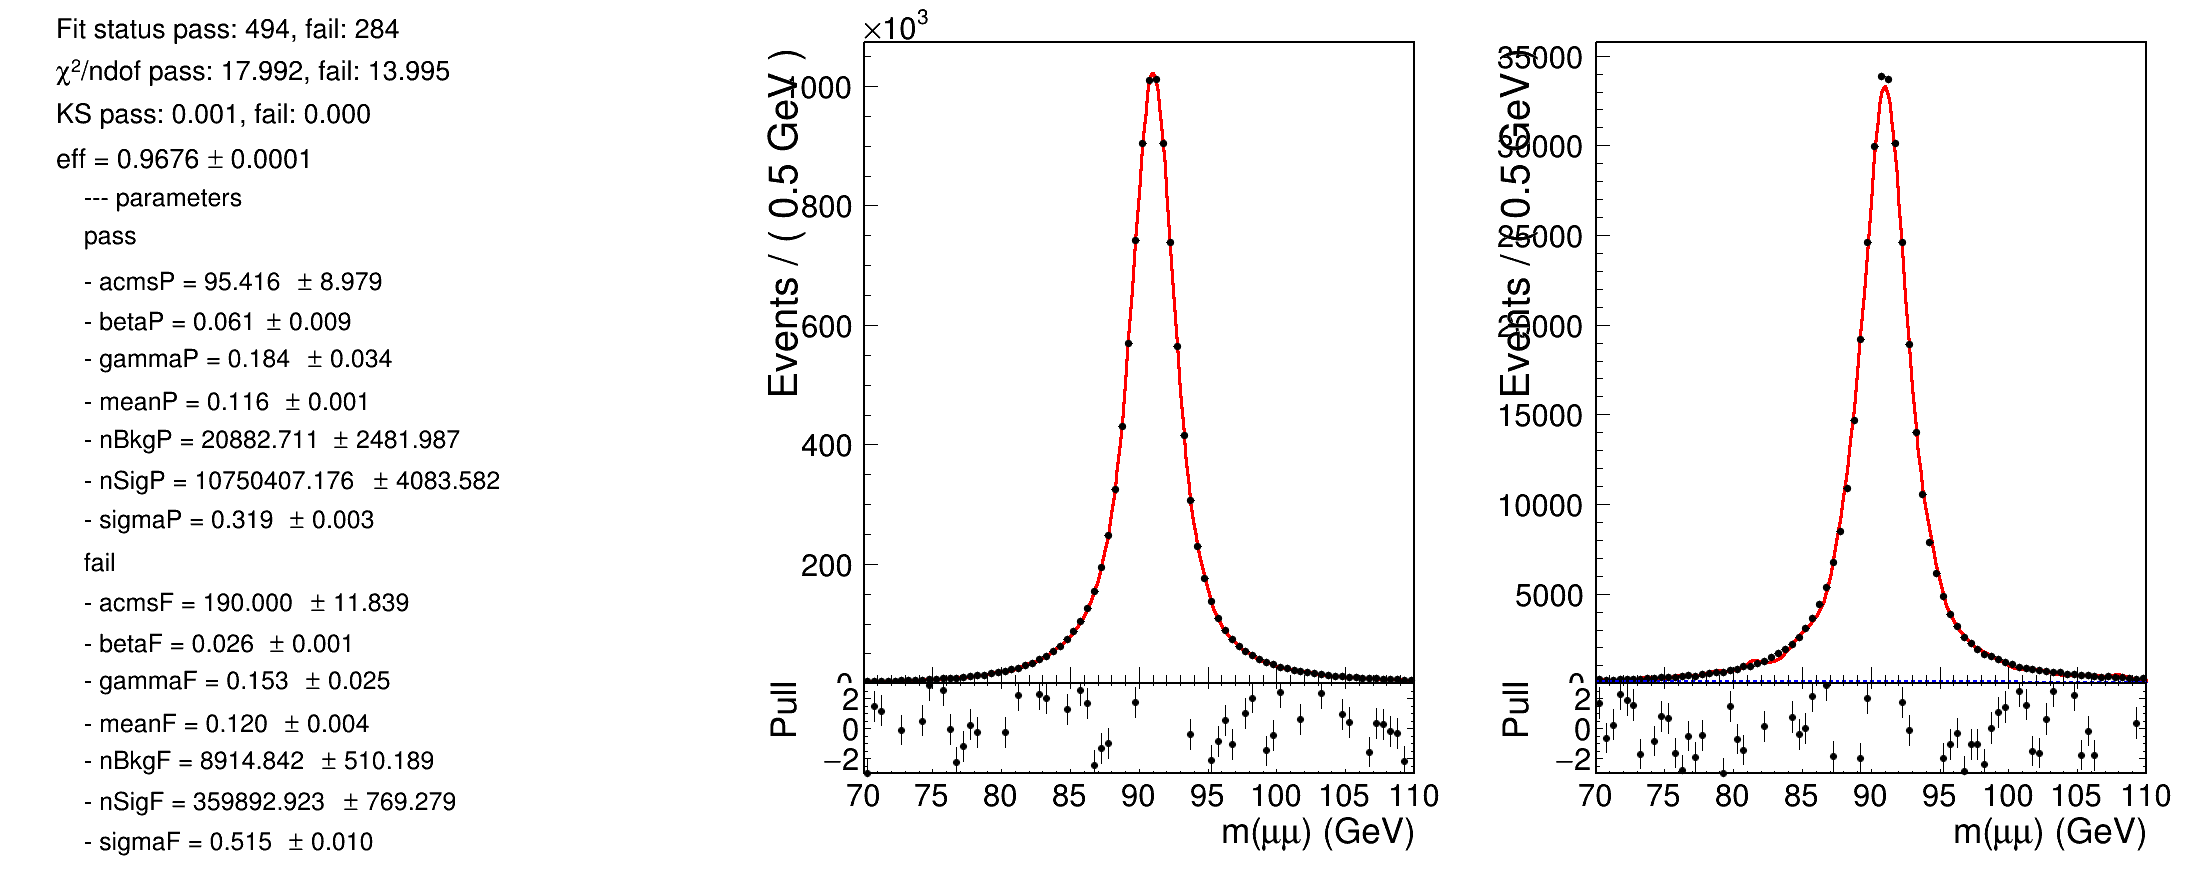 Fit status pass: 494, fail: 284
χ²/ndof pass: 17.992, fail: 13.995
KS pass: 0.001, fail: 0.000
eff = 0.9676 ± 0.0001
--- parameters
pass
- acmsP = 95.416 ± 8.979
- betaP = 0.061 ± 0.009
- gammaP = 0.184 ± 0.034
- meanP = 0.116 ± 0.001
- nBkgP = 20882.711 ± 2481.987
- nSigP = 10750407.176 ± 4083.582
- sigmaP = 0.319 ± 0.003
fail
- acmsF = 190.000 ± 11.839
- betaF = 0.026 ± 0.001
- gammaF = 0.153 ± 0.025
- meanF = 0.120 ± 0.004
- nBkgF = 8914.842 ± 510.189
- nSigF = 359892.923 ± 769.279
- sigmaF = 0.515 ± 0.010
×10³
Events / ( 0.5 GeV )
1000
800
600
400
200
0
Pull
2
0
−2
70 75 80 85 90 95 100 105 110
m(μμ) (GeV)
Events / ( 0.5 GeV )
35000
30000
25000
20000
15000
10000
5000
0
Pull
2
0
−2
70 75 80 85 90 95 100 105 110
m(μμ) (GeV)